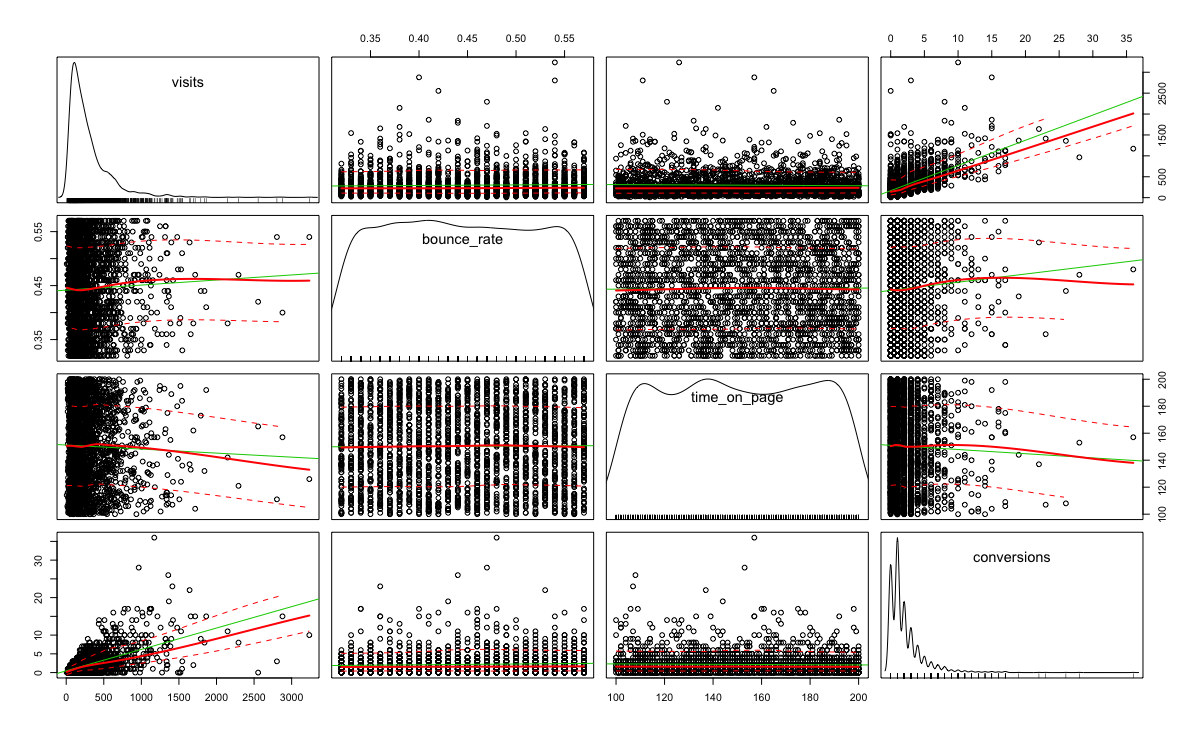 0.35 0.40 0.45 0.50 0.55
0 5 10 15 20 25 30 35
visits
0 500 1500 2500
0.35 0.45 0.55
bounce_rate
time_on_page
100 120 140 160 180 200
0 5 10 20 30
conversions
0 500 1000 1500 2000 2500 3000
100 120 140 160 180 200